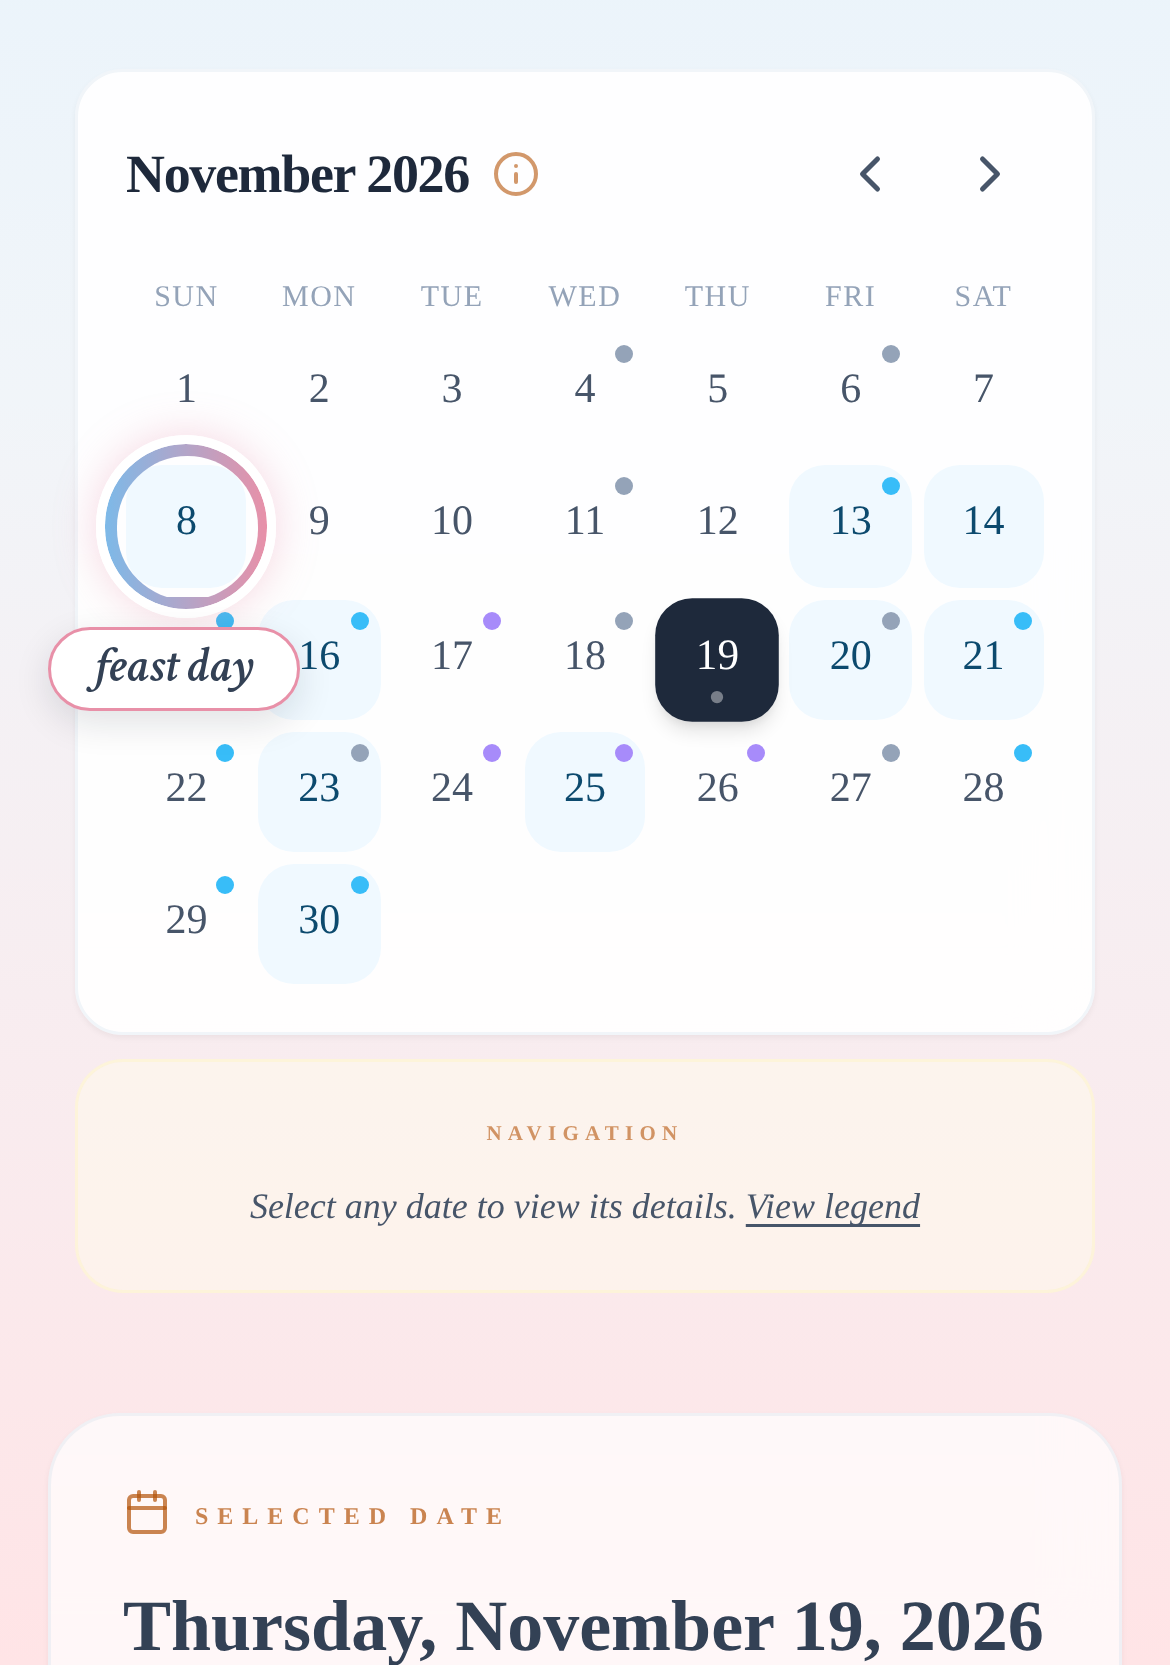 November 2026
SUN MON TUE WED THU FRI SAT
1 2 3 4 5 6 7
8 9 10 11 12 13 14
feast day 16 17 18 19 20 21
22 23 24 25 26 27 28
29 30
NAVIGATION
Select any date to view its details. View legend
SELECTED DATE
Thursday, November 19, 2026